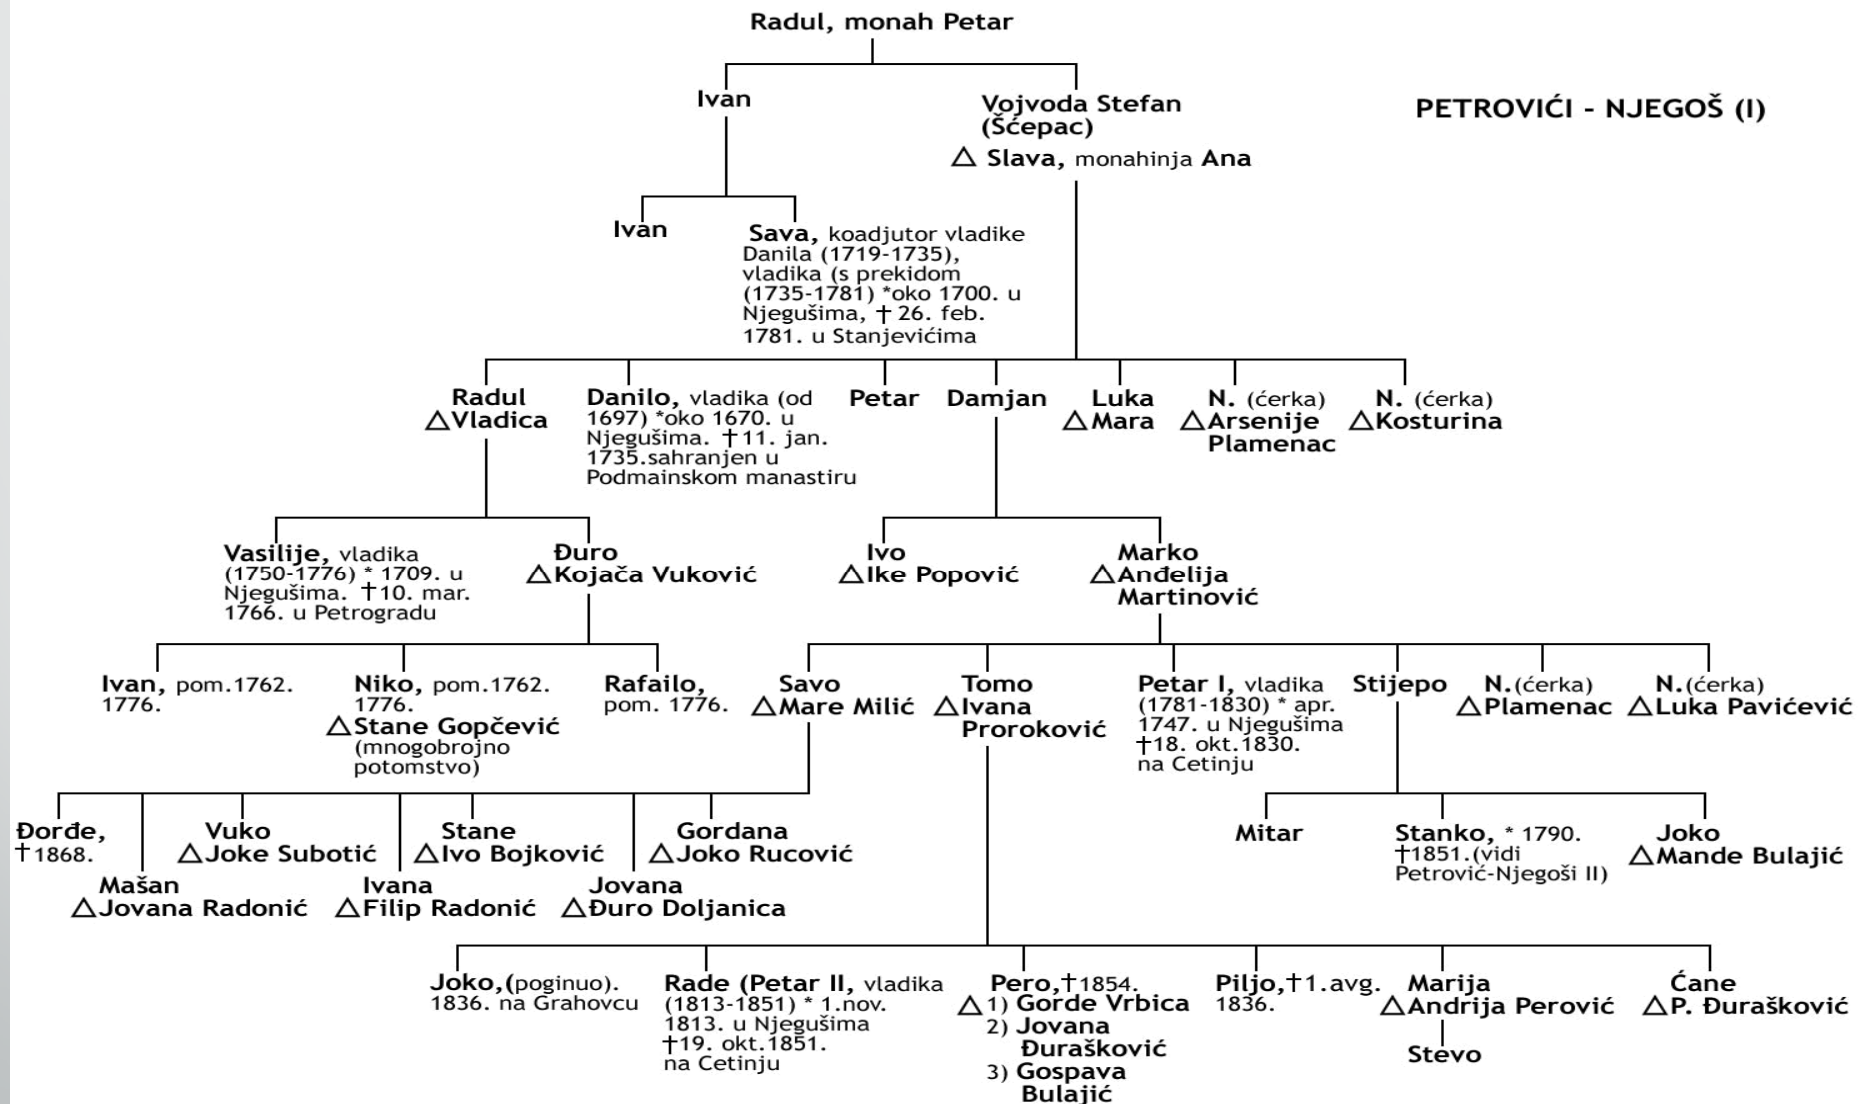 Radul, monah Petar
PETROVIĆI - NJEGOŠ (I)
Ivan
Vojvoda Stefan
(Šćepac)
△ Slava, monahinja Ana
Ivan
Sava, koadjutor vladike
Danila (1719-1735),
vladika (s prekidom
(1735-1781) *oko 1700. u
Njegušima, † 26. feb.
1781. u Stanjevićima
Radul
△Vladica
Danilo, vladika (od
1697) *oko 1670. u
Njegušima. †11. jan.
1735.sahranjen u
Podmainskom manastiru
Petar
Damjan
Luka
△Mara
N. (ćerka)
△Arsenije
Plamenac
N. (ćerka)
△Kosturina
Vasilije, vladika
(1750-1776) * 1709. u
Njegušima. †10. mar.
1766. u Petrogradu
Đuro
△Kojača Vuković
Ivo
△Ike Popović
Marko
△Anđelija
Martinović
Ivan, pom.1762.
1776.
Niko, pom.1762.
1776.
△Stane Gopčević
(mnogobrojno
potomstvo)
Rafailo,
pom. 1776.
Savo
△Mare Milić
Tomo
△Ivana
Proroković
Petar I, vladika
(1781-1830) * apr.
1747. u Njegušima
†18. okt.1830.
na Cetinju
Stijepo
N.(ćerka)
△Plamenac
N.(ćerka)
△Luka Pavićević
Đorđe,
†1868.
Mašan
△Jovana Radonić
Vuko
△Joke Subotić
Ivana
△Filip Radonić
Stane
△Ivo Bojković
Jovana
△Đuro Doljanica
Gordana
△Joko Rucović
Mitar
Stanko, * 1790.
†1851.(vidi
Petrović-Njegoši II)
Joko
△Mande Bulajić
Joko,(poginuo).
1836. na Grahovcu
Rade (Petar II, vladika
(1813-1851) * 1.nov.
1813. u Njegušima
†19. okt.1851.
na Cetinju
Pero,†1854.
△1) Gorde Vrbica
2) Jovana
Đurašković
3) Gospava
Bulajić
Piljo,†1.avg.
1836.
Marija
△Andrija Perović
Stevo
Ćane
△P. Đurašković